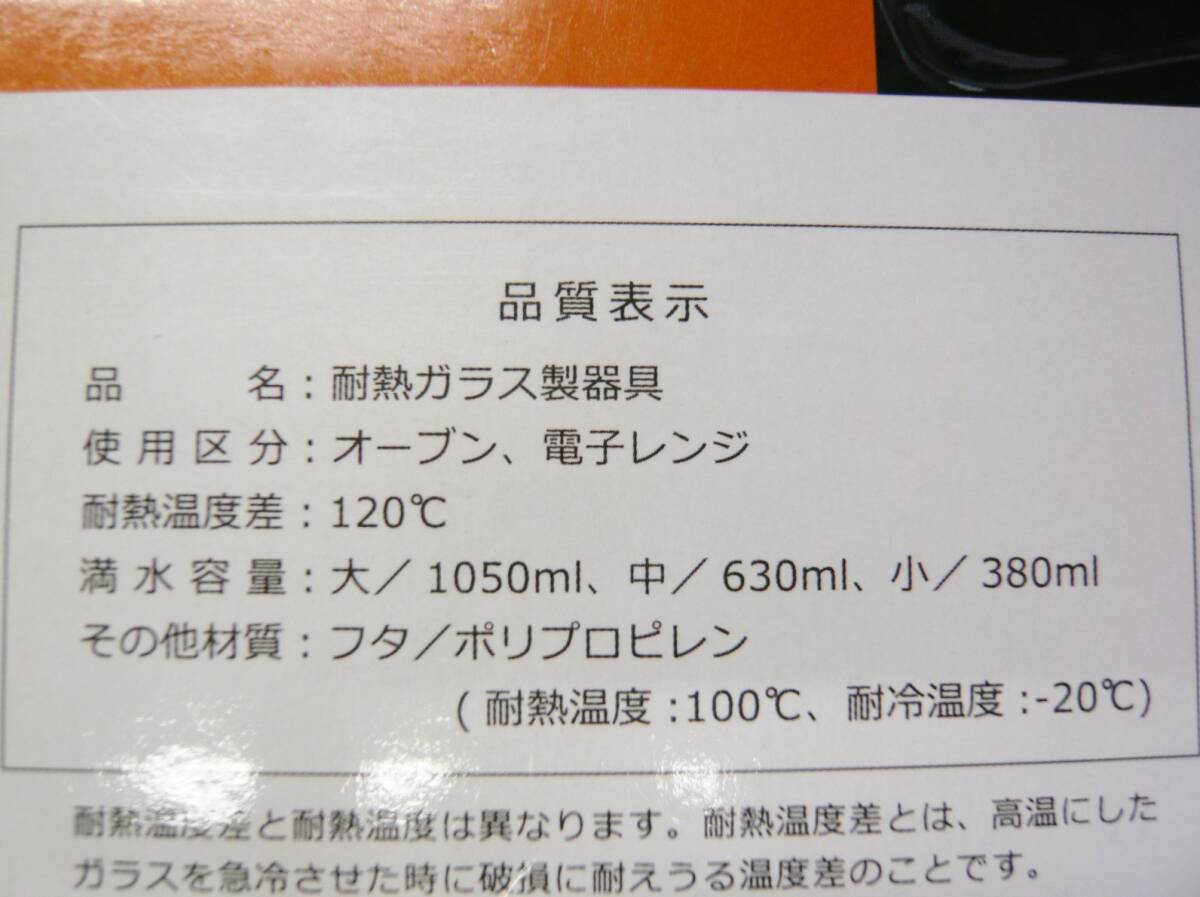 品質表示
品名：耐熱ガラス製器具
使用区分：オーブン、電子レンジ
耐熱温度差：120℃
満水容量：大／1050ml、中／630ml、小／380ml
その他材質：フタ／ポリプロピレン
(耐熱温度:100℃、耐冷温度:-20℃)
耐熱温度差と耐熱温度は異なります。耐熱温度差とは、高温にした
ガラスを急冷させた時に破損に耐えうる温度差のことです。